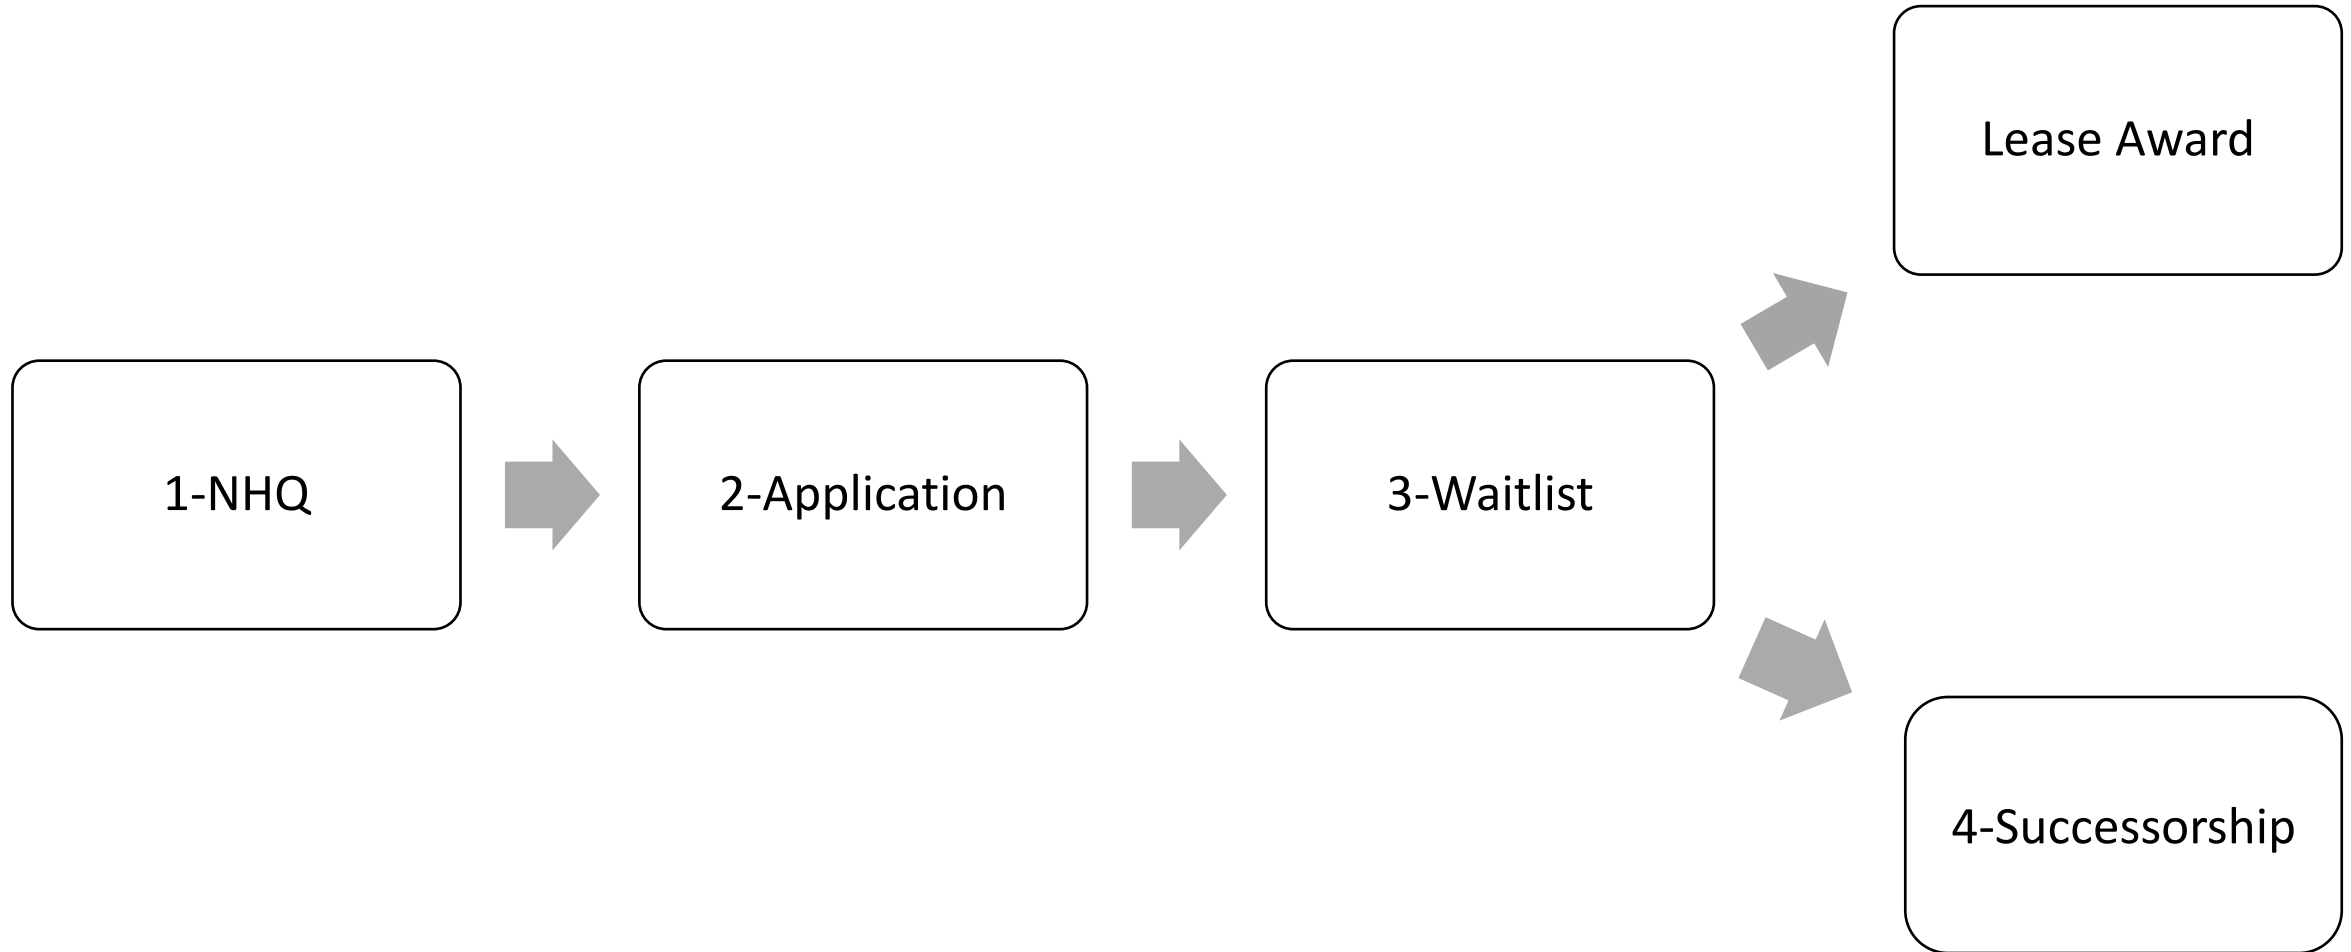 1-NHQ
2-Application
3-Waitlist
Lease Award
4-Successorship